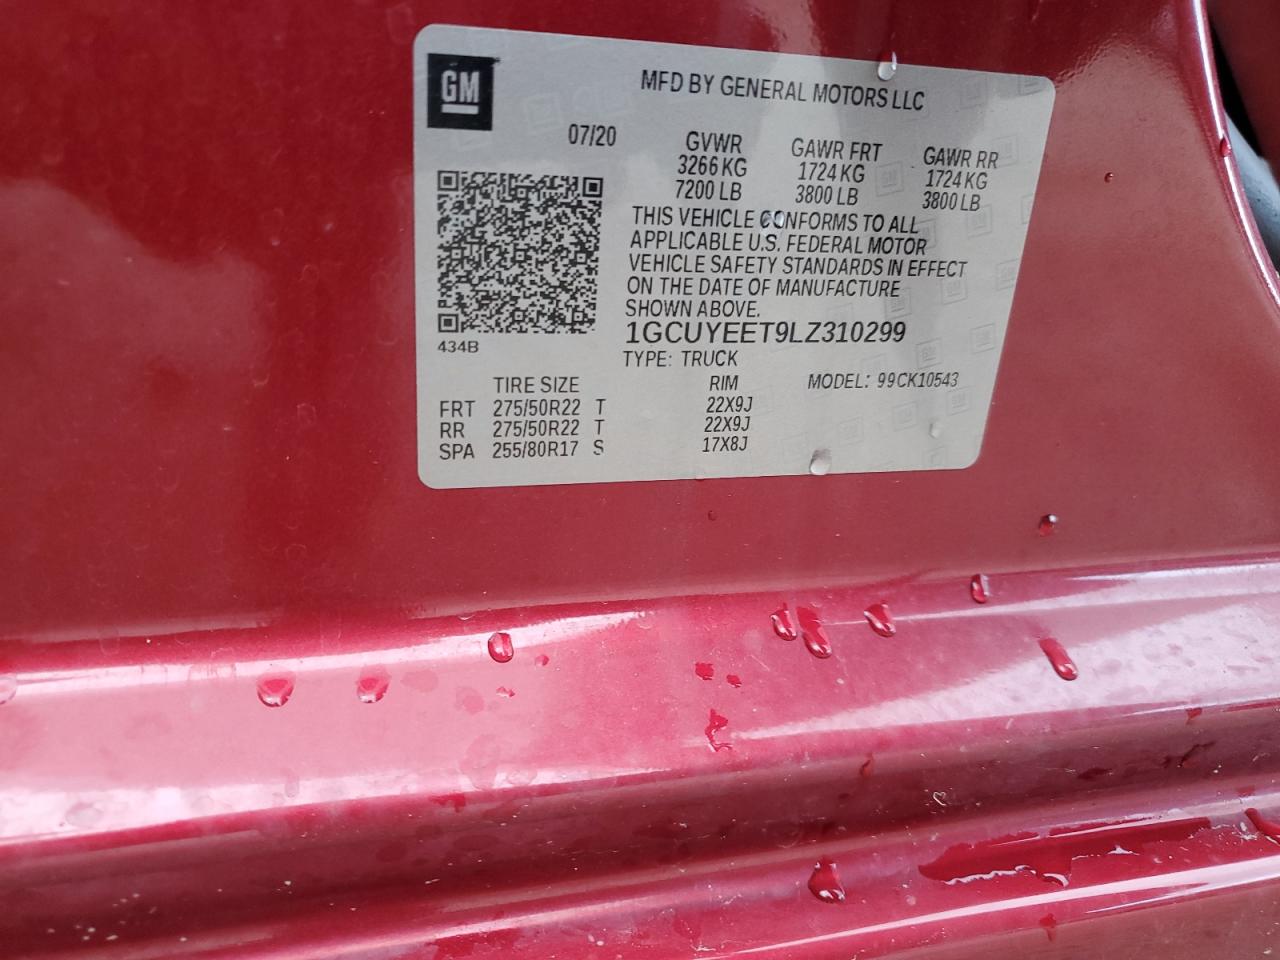 GM
MFD BY GENERAL MOTORS LLC
07/20
GVWR GAWR FRT GAWR RR
3266 KG 1724 KG 1724 KG
7200 LB 3800 LB 3800 LB
THIS VEHICLE CONFORMS TO ALL
APPLICABLE U.S. FEDERAL MOTOR
VEHICLE SAFETY STANDARDS IN EFFECT
ON THE DATE OF MANUFACTURE
SHOWN ABOVE.
1GCUYEET9LZ310299
434B
TYPE: TRUCK
TIRE SIZE RIM MODEL: 99CK10543
FRT 275/50R22 T 22X9J
RR 275/50R22 T 22X9J
SPA 255/80R17 S 17X8J